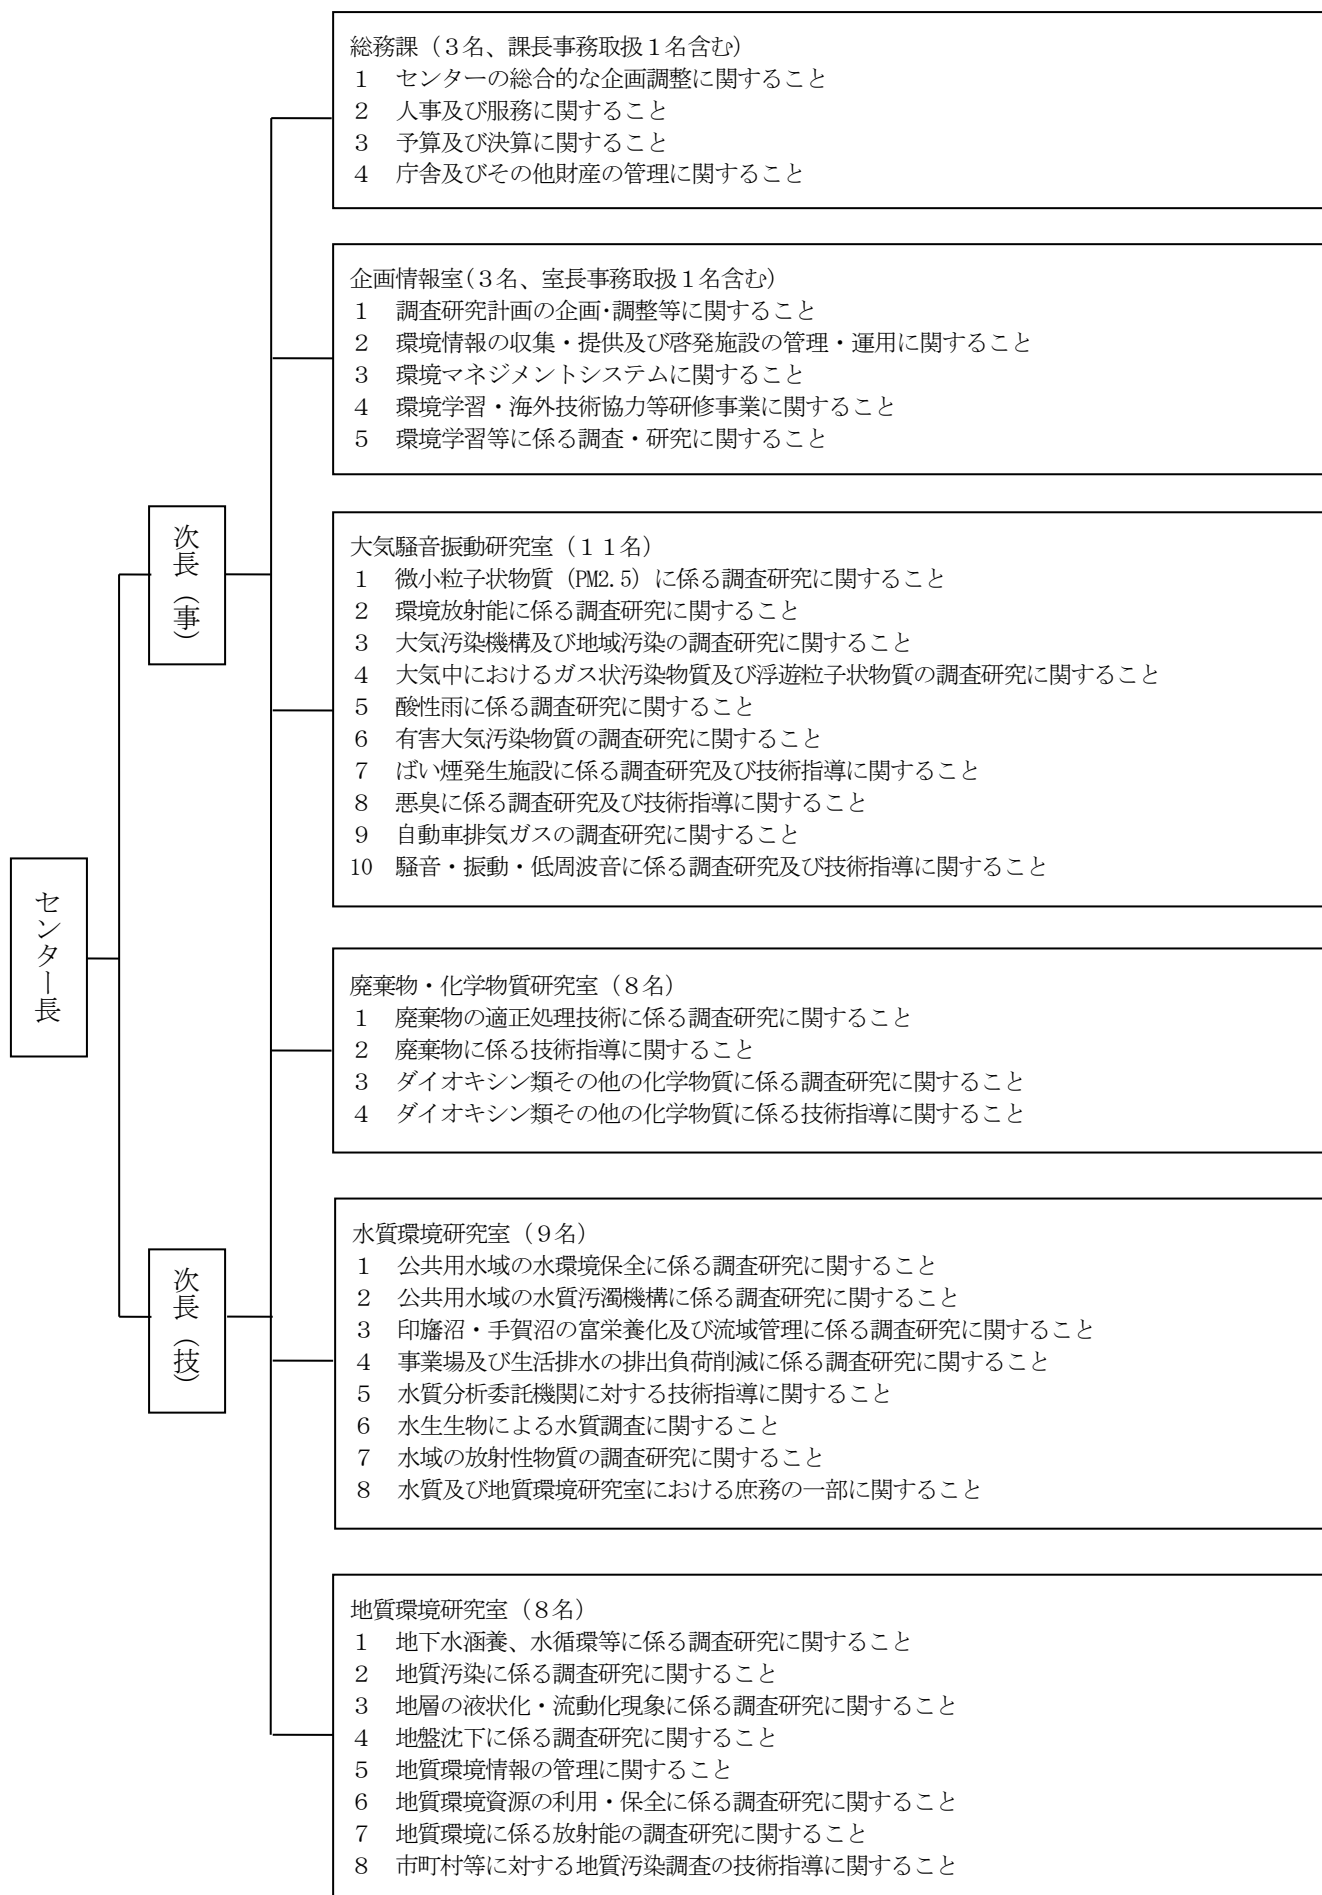 総務課（３名、課長事務取扱１名含む）
１　センターの総合的な企画調整に関すること
２　人事及び服務に関すること
３　予算及び決算に関すること
４　庁舎及びその他財産の管理に関すること
企画情報室（３名、室長事務取扱１名含む）
１　調査研究計画の企画・調整等に関すること
２　環境情報の収集・提供及び啓発施設の管理・運用に関すること
３　環境マネジメントシステムに関すること
４　環境学習・海外技術協力等研修事業に関すること
５　環境学習等に係る調査・研究に関すること
次長（事）
大気騒音振動研究室（１１名）
１　微小粒子状物質（PM2.5）に係る調査研究に関すること
２　環境放射能に係る調査研究に関すること
３　大気汚染機構及び地域汚染の調査研究に関すること
４　大気中におけるガス状汚染物質及び浮遊粒子状物質の調査研究に関すること
５　酸性雨に係る調査研究に関すること
６　有害大気汚染物質の調査研究に関すること
７　ばい煙発生施設に係る調査研究及び技術指導に関すること
８　悪臭に係る調査研究及び技術指導に関すること
９　自動車排気ガスの調査研究に関すること
10　騒音・振動・低周波音に係る調査研究及び技術指導に関すること
センター長
廃棄物・化学物質研究室（８名）
１　廃棄物の適正処理技術に係る調査研究に関すること
２　廃棄物に係る技術指導に関すること
３　ダイオキシン類その他の化学物質に係る調査研究に関すること
４　ダイオキシン類その他の化学物質に係る技術指導に関すること
次長（技）
水質環境研究室（９名）
１　公共用水域の水環境保全に係る調査研究に関すること
２　公共用水域の水質汚濁機構に係る調査研究に関すること
３　印旛沼・手賀沼の富栄養化及び流域管理に係る調査研究に関すること
４　事業場及び生活排水の排出負荷削減に係る調査研究に関すること
５　水質分析委託機関に対する技術指導に関すること
６　水生生物による水質調査に関すること
７　水域の放射性物質の調査研究に関すること
８　水質及び地質環境研究室における庶務の一部に関すること
地質環境研究室（８名）
１　地下水涵養、水循環等に係る調査研究に関すること
２　地質汚染に係る調査研究に関すること
３　地層の液状化・流動化現象に係る調査研究に関すること
４　地盤沈下に係る調査研究に関すること
５　地質環境情報の管理に関すること
６　地質環境資源の利用・保全に係る調査研究に関すること
７　地質環境に係る放射能の調査研究に関すること
８　市町村等に対する地質汚染調査の技術指導に関すること